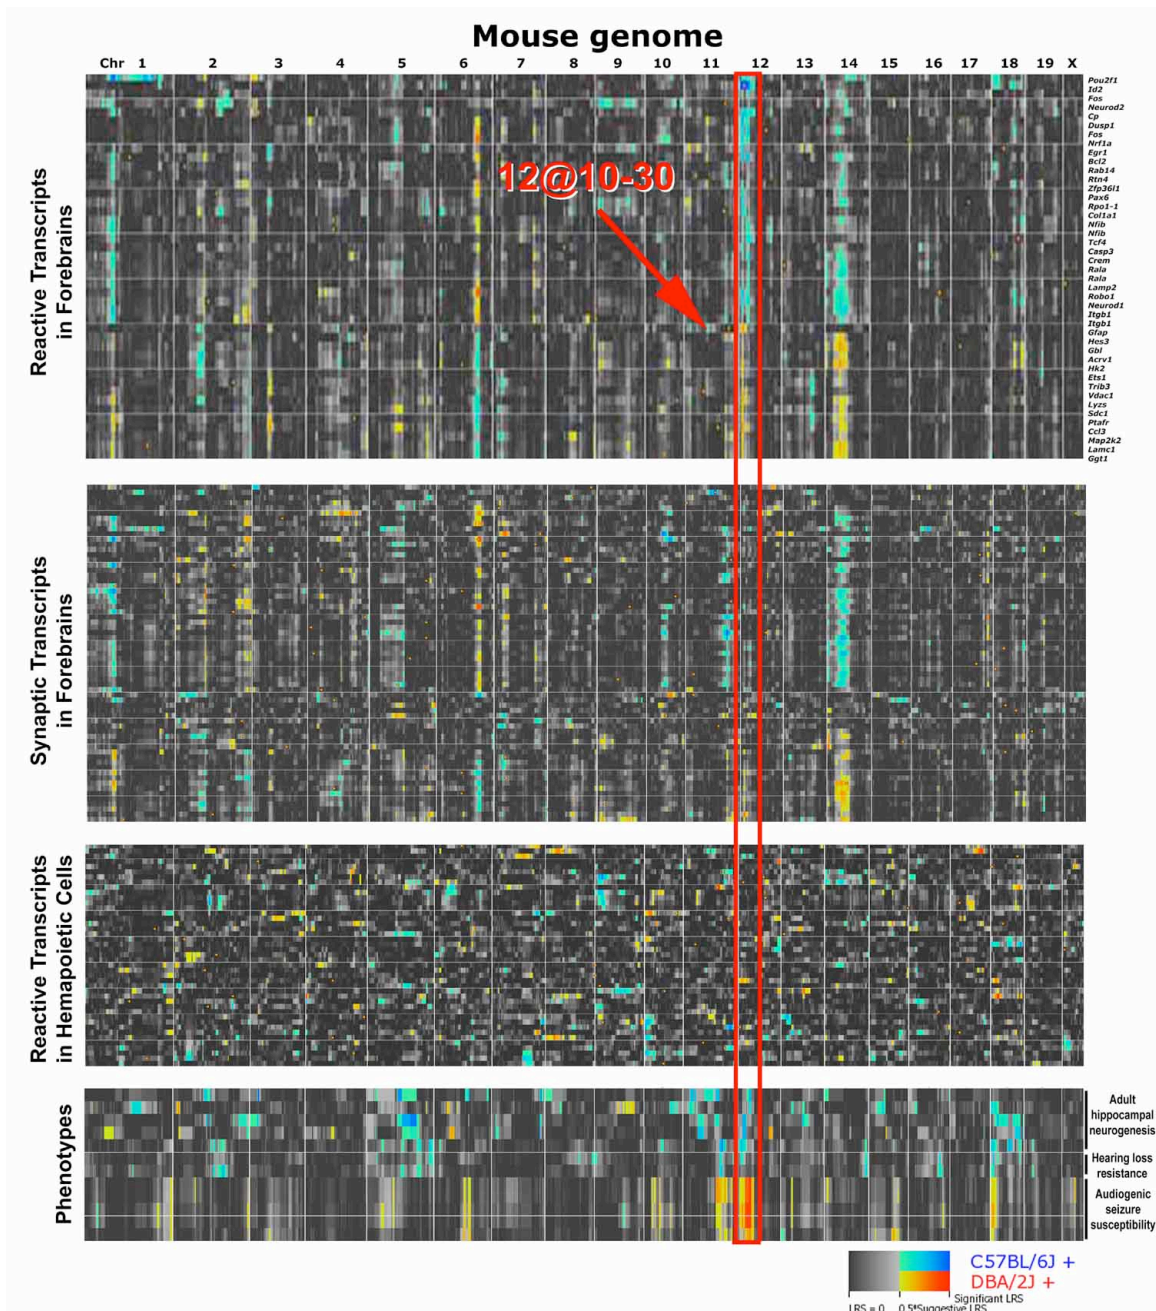 Mouse genome
Chr 1 2 3 4 5 6 7 8 9 10 11 12 13 14 15 16 17 18 19 X
Reactive Transcripts
in Forebrains
12@10-30
Pou2f1
Id2
Fos
Neurod2
Cp
Dusp1
Fos
Nrf1a
Egr1
Bcl2
Rab14
Rtn4
Zfp36l1
Pax6
Rpo1-1
Col1a1
Nfib
Nfib
Tcf4
Casp3
Crem
Rala
Rala
Lamp2
Robo1
Neurod1
Itgb1
Itgb1
Gfap
Hes3
Gbl
Acrv1
Hk2
Ets1
Trib3
Vdac1
Lyzs
Sdc1
Ptafr
Ccl3
Map2k2
Lamc1
Ggt1
Synaptic Transcripts
in Forebrains
Reactive Transcripts
in Hemapoietic Cells
Phenotypes
Adult
hippocampal
neurogenesis
Hearing loss
resistance
Audiogenic
seizure
susceptibility
C57BL/6J +
DBA/2J +
Significant LRS
LRS = 0 0.5*Suggestive LRS